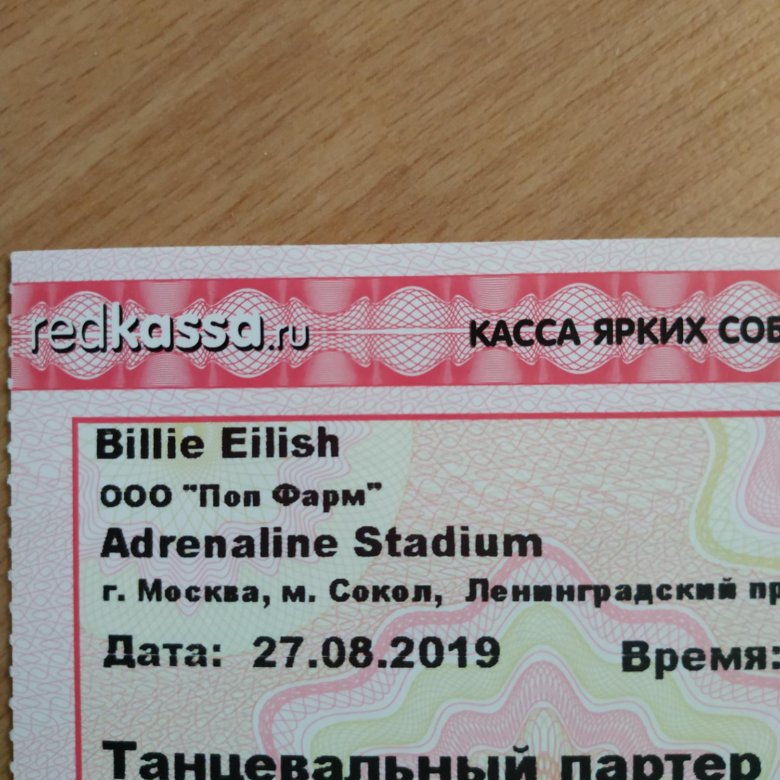 redkassa.ru КАССА ЯРКИХ СОБ
Billie Eilish
ООО "Поп Фарм"
Adrenaline Stadium
г. Москва, м. Сокол, Ленинградский пр
Дата: 27.08.2019 Время:
Танцевальный партер